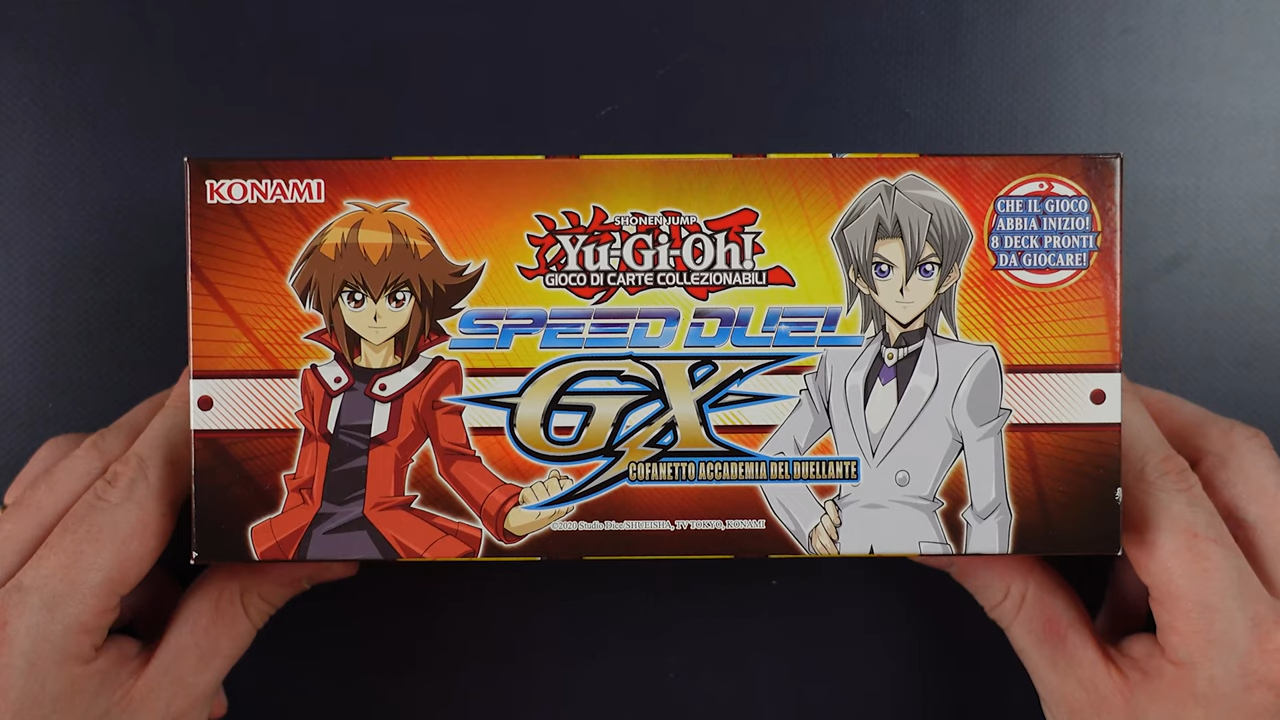 KONAMI
SHONEN JUMP
Yu-Gi-Oh!
GIOCO DI CARTE COLLEZIONABILI
SPEED DUEL
GX
COFANETTO ACCADEMIA DEL DUELLANTE
©2020 Studio Dice/SHUEISHA, TV TOKYO, KONAMI
CHE IL GIOCO
ABBIA INIZIO!
8 DECK PRONTI
DA GIOCARE!